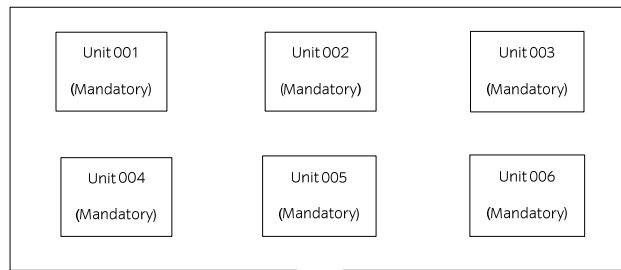 Unit 001
(Mandatory)
Unit 002
(Mandatory)
Unit 003
(Mandatory)
Unit 004
(Mandatory)
Unit 005
(Mandatory)
Unit 006
(Mandatory)